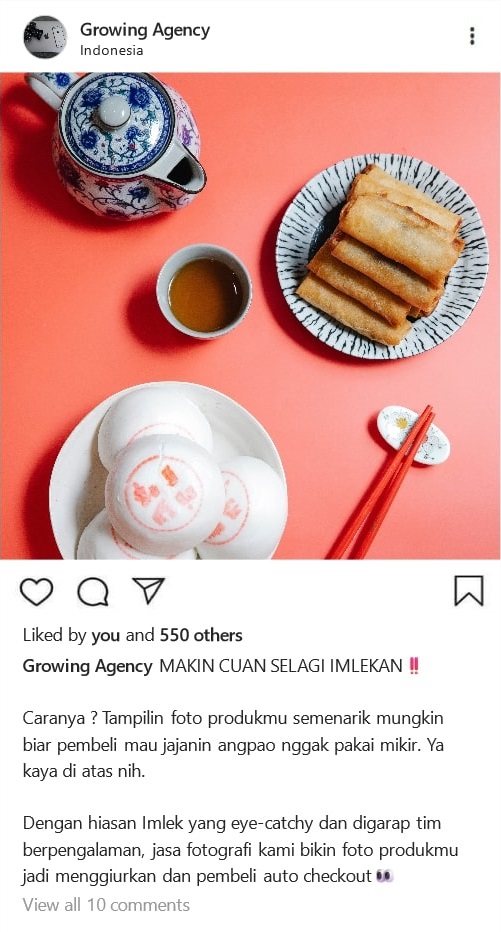 Growing Agency
Indonesia
Liked by you and 550 others
Growing Agency MAKIN CUAN SELAGI IMLEKAN‼️
Caranya ? Tampilin foto produkmu semenarik mungkin
biar pembeli mau jajanin angpao nggak pakai mikir. Ya
kaya di atas nih.
Dengan hiasan Imlek yang eye-catchy dan digarap tim
berpengalaman, jasa fotografi kami bikin foto produkmu
jadi menggiurkan dan pembeli auto checkout👀
View all 10 comments